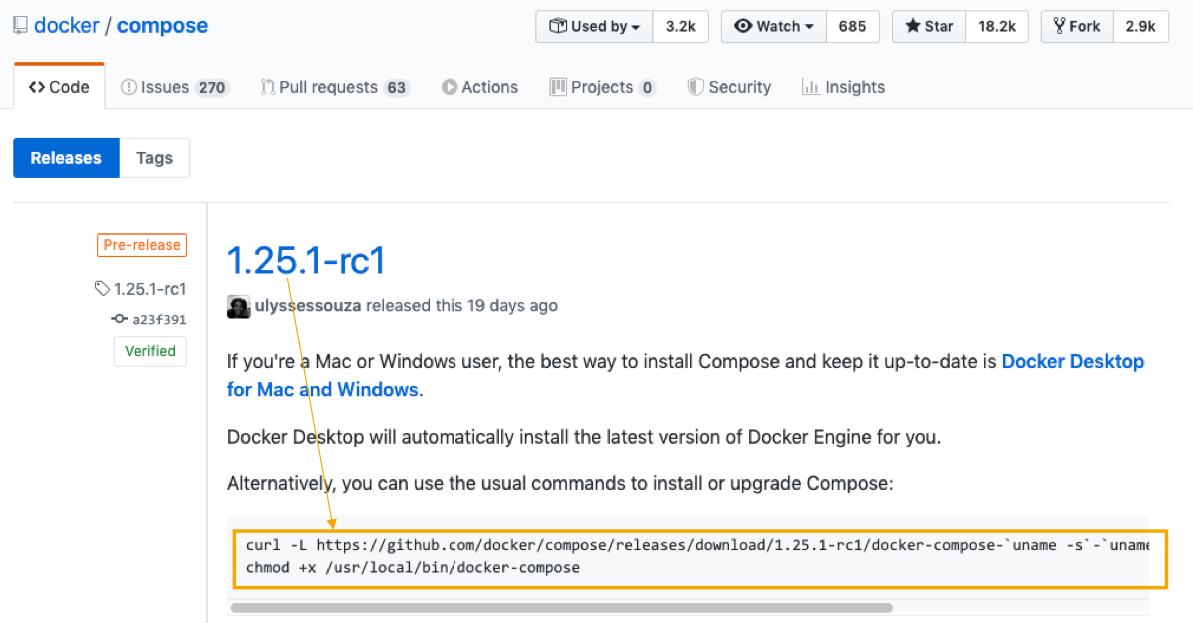 docker / compose
Used by 3.2k
Watch 685
Star 18.2k
Fork 2.9k
Code
Issues 270
Pull requests 63
Actions
Projects 0
Security
Insights
Releases
Tags
Pre-release
1.25.1-rc1
a23f391
Verified
1.25.1-rc1
ulyssessouza released this 19 days ago
If you're a Mac or Windows user, the best way to install Compose and keep it up-to-date is Docker Desktop
for Mac and Windows.
Docker Desktop will automatically install the latest version of Docker Engine for you.
Alternatively, you can use the usual commands to install or upgrade Compose:
curl -L https://github.com/docker/compose/releases/download/1.25.1-rc1/docker-compose-`uname -s`-`uname
chmod +x /usr/local/bin/docker-compose